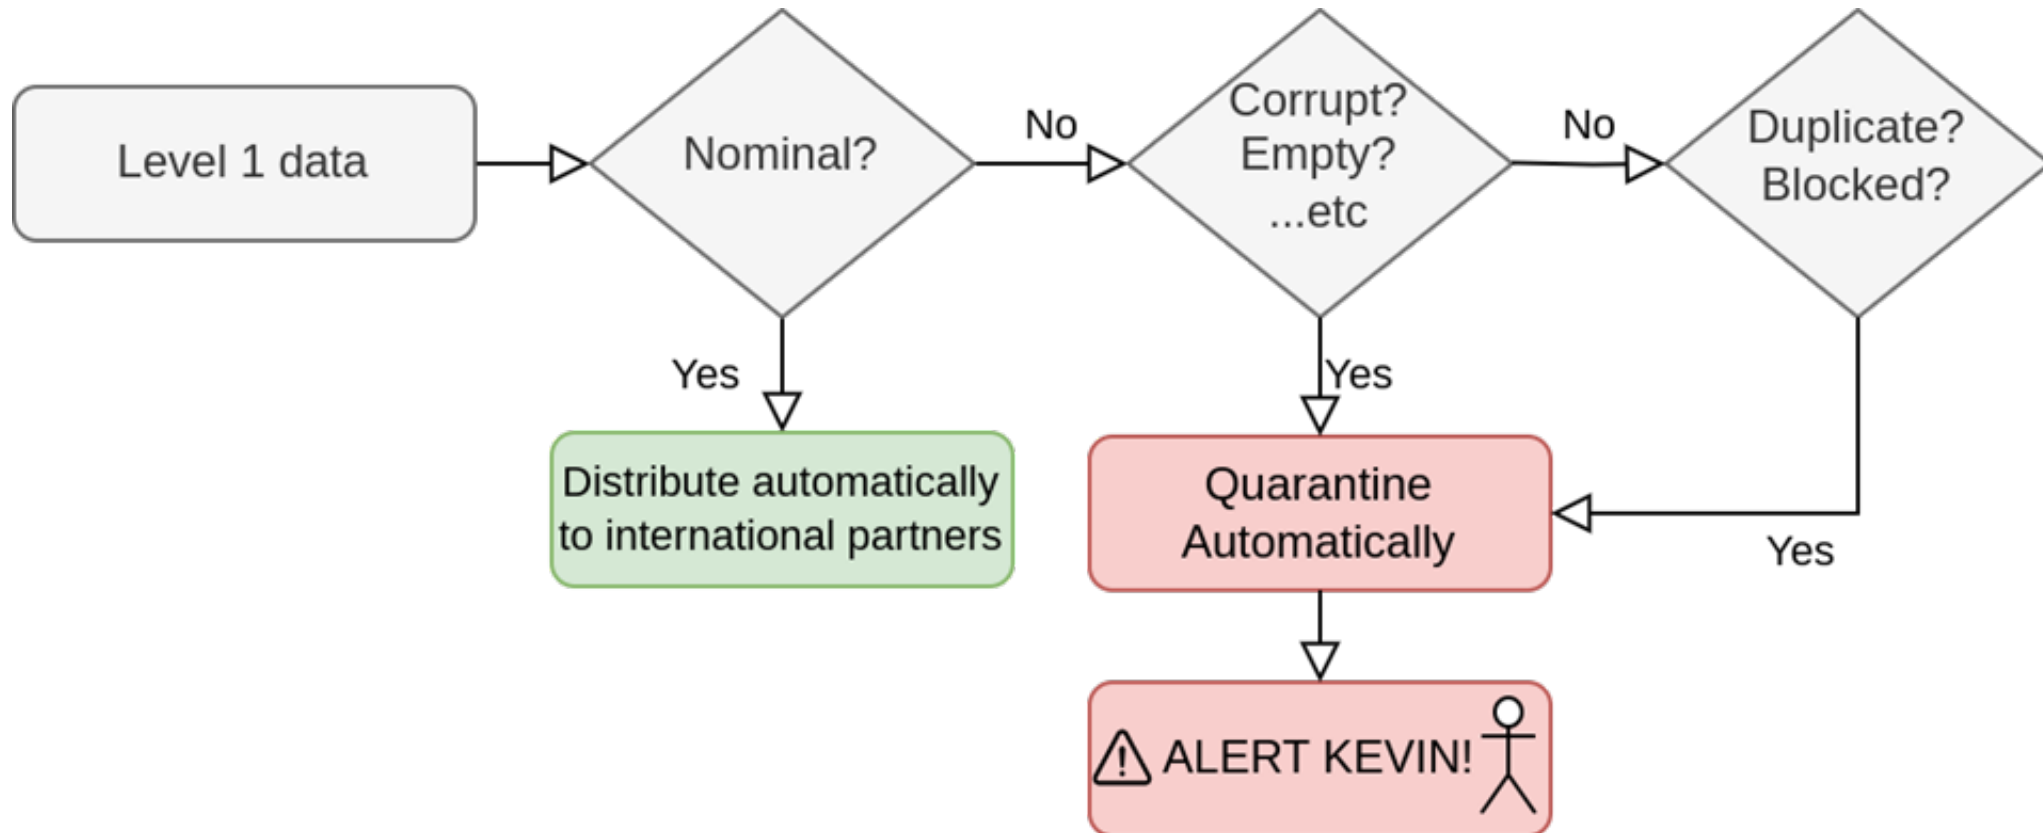 Level 1 data
Nominal?
No
Corrupt?
Empty?
...etc
No
Duplicate?
Blocked?
Yes
Distribute automatically
to international partners
Yes
Quarantine
Automatically
Yes
ALERT KEVIN!